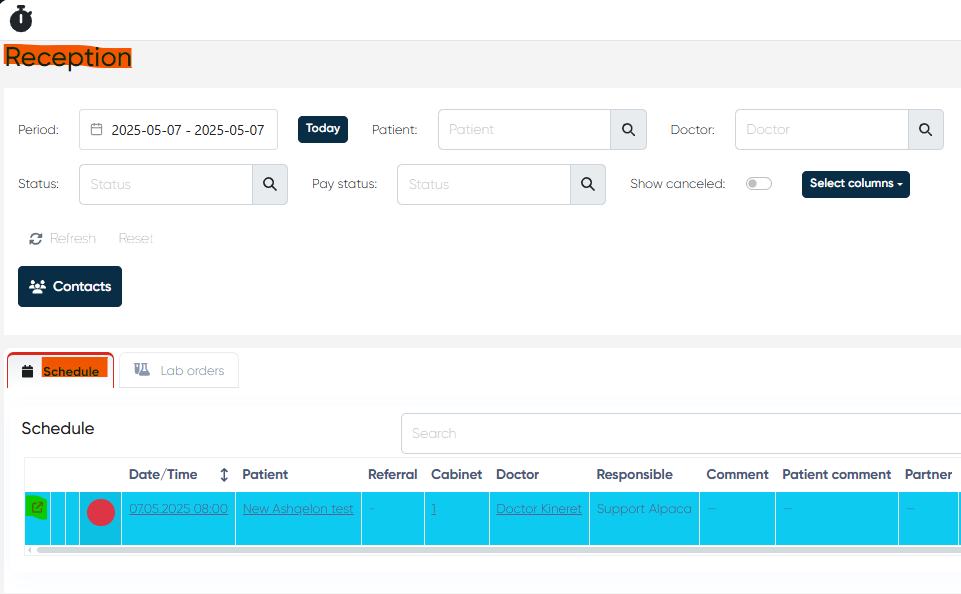 Reception
Period: 2025-05-07 - 2025-05-07 Today Patient: Patient Doctor: Doctor
Status: Status Pay status: Status Show canceled: Select columns
Refresh Reset
Contacts
Schedule Lab orders
Schedule Search
Date/Time Patient Referral Cabinet Doctor Responsible Comment Patient comment Partner
07.05.2025 08:00 New Ashqelon test - 1 Doctor Kineret Support Alpaca — — —